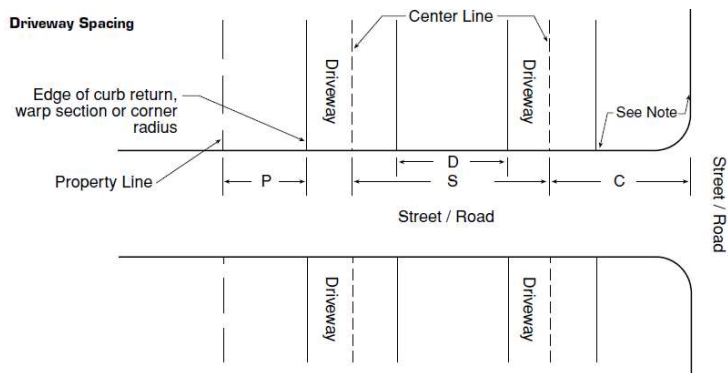 Driveway Spacing
Center Line
Driveway
Driveway
Edge of curb return,
warp section or corner
radius
See Note
Property Line
D
P
S
C
Street / Road
Street / Road
Driveway
Driveway